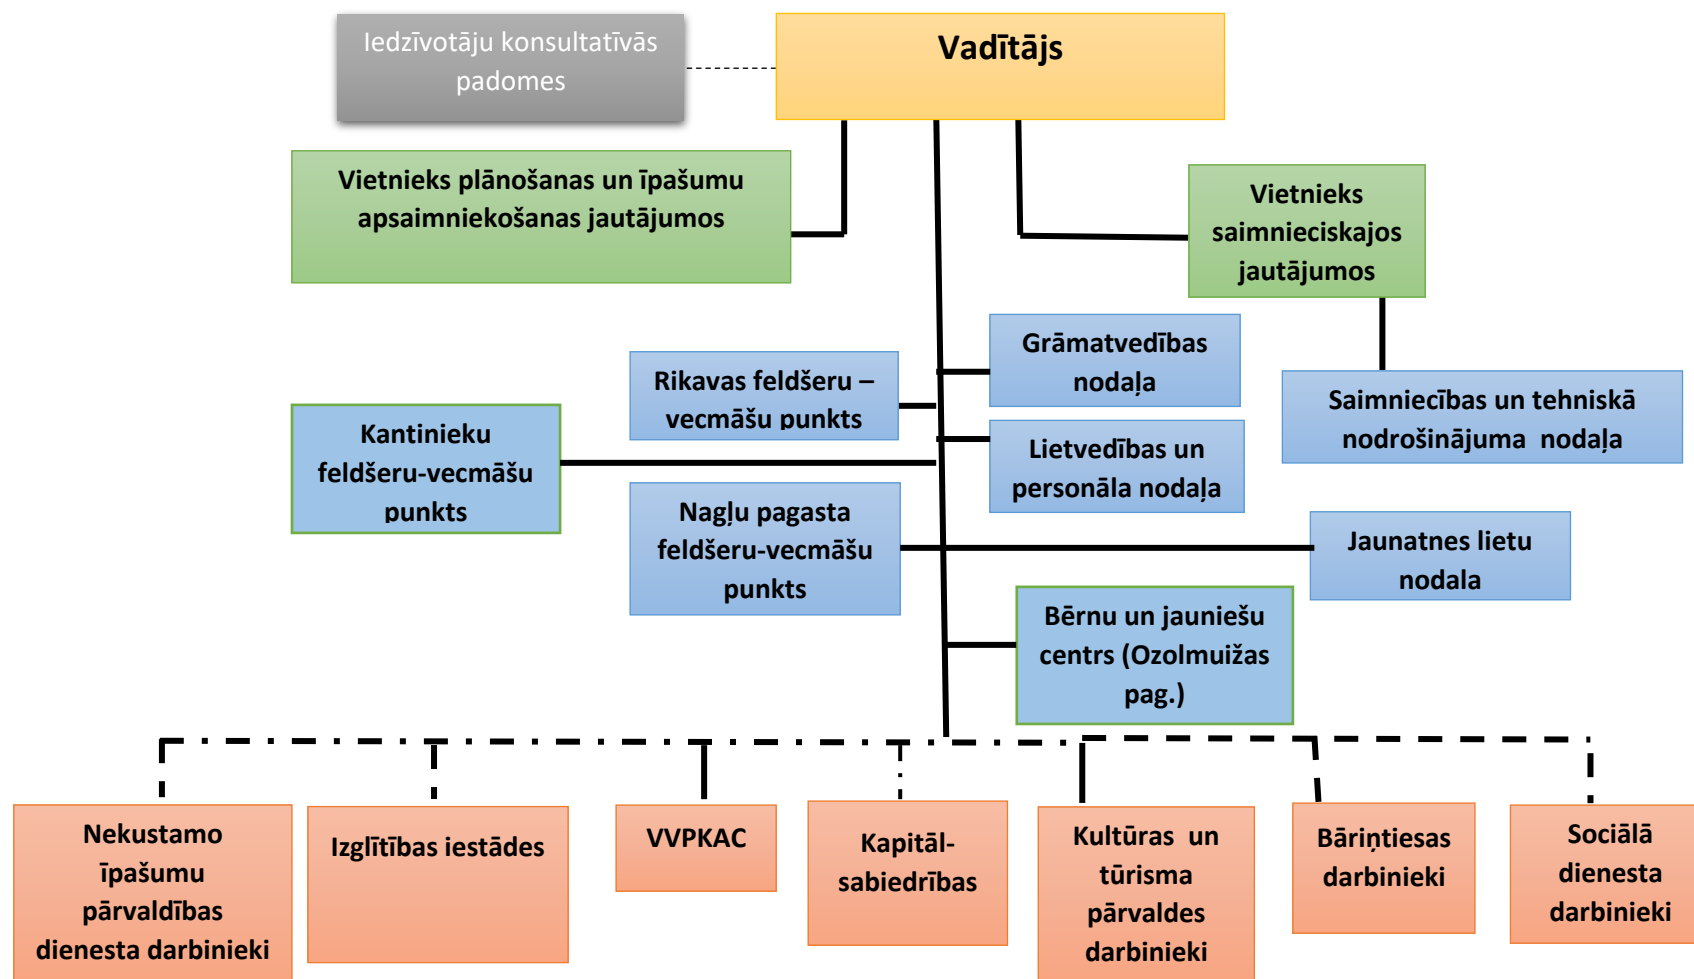 Iedzīvotāju konsultatīvās
padomes
Vadītājs
Vietnieks plānošanas un īpašumu
apsaimniekošanas jautājumos
Vietnieks
saimnieciskajos
jautājumos
Grāmatvedības
nodaļa
Rikavas feldšeru –
vecmāšu punkts
Saimniecības un tehniskā
nodrošinājuma nodaļa
Kantinieku
feldšeru-vecmāšu
punkts
Lietvedības un
personāla nodaļa
Nagļu pagasta
feldšeru-vecmāšu
punkts
Jaunatnes lietu
nodala
Bērnu un jauniešu
centrs (Ozolmuižas
pag.)
Nekustamo
īpašumu
pārvaldības
dienesta darbinieki
Izglītības iestādes
VVPKAC
Kapitāl-
sabiedrības
Kultūras un
tūrisma
pārvaldes
darbinieki
Bāriņtiesas
darbinieki
Sociālā
dienesta
darbinieki